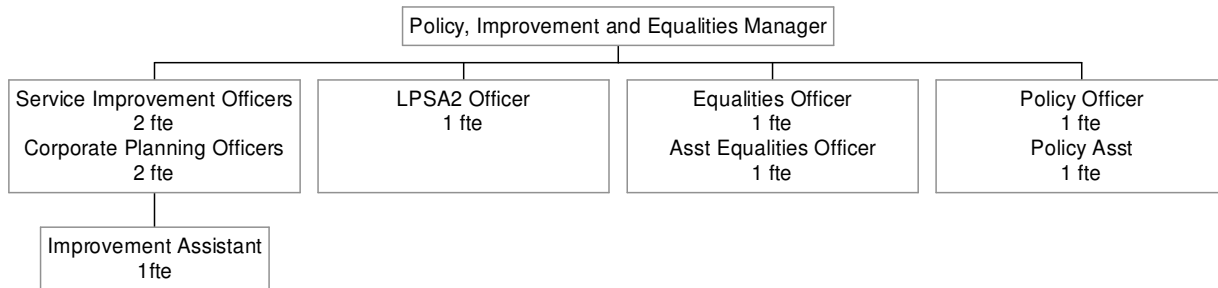 Policy, Improvement and Equalities Manager
Service Improvement Officers
2 fte
Corporate Planning Officers
2 fte
LPSA2 Officer
1 fte
Equalities Officer
1 fte
Asst Equalities Officer
1 fte
Policy Officer
1 fte
Policy Asst
1 fte
Improvement Assistant
1fte